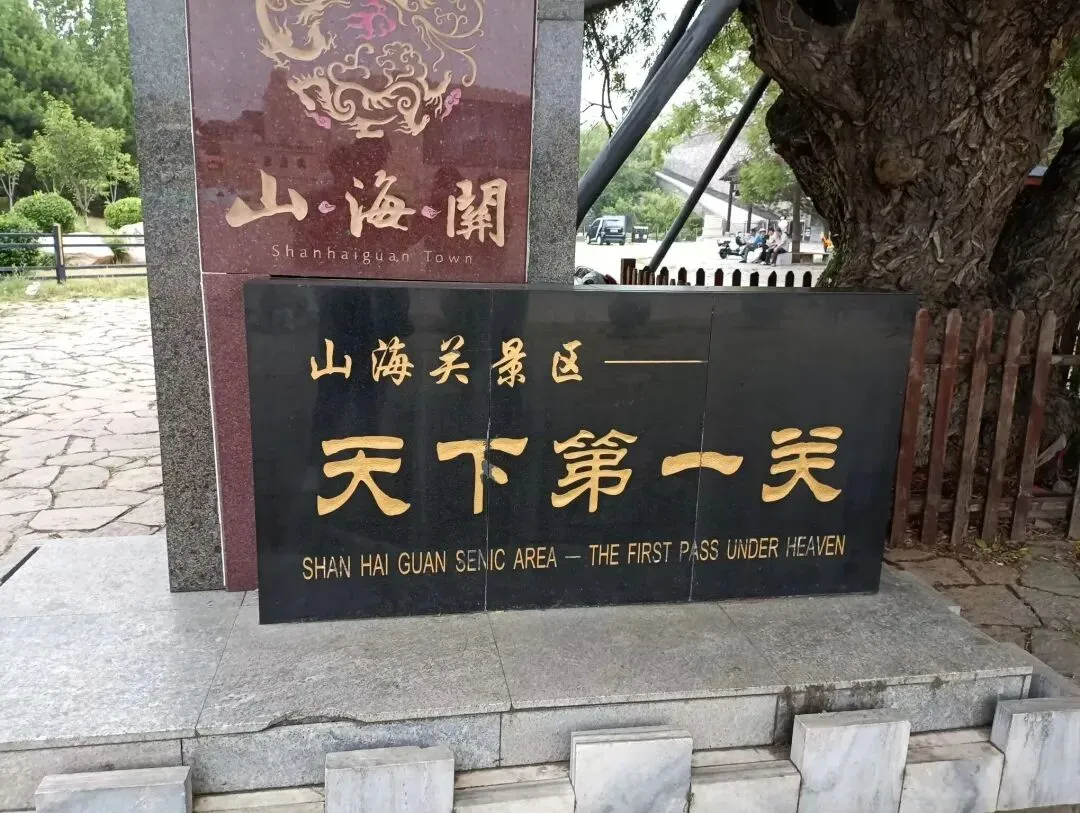 山·海·關
Shanhaiguan Town
山海关景区——
天下第一关
SHAN HAI GUAN SENIC AREA — THE FIRST PASS UNDER HEAVEN